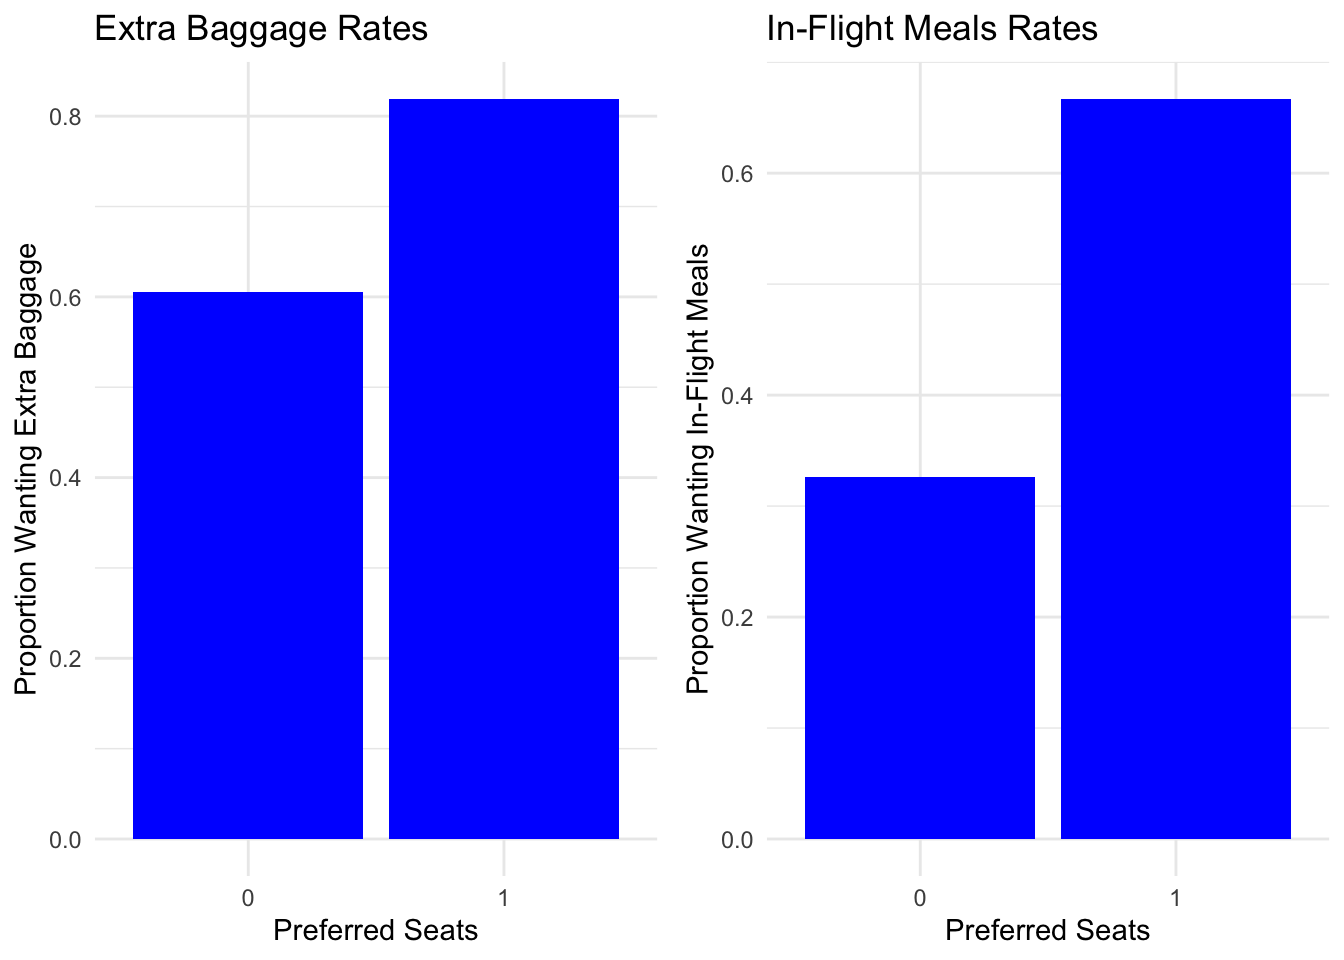 Extra Baggage Rates
Proportion Wanting Extra Baggage
0.8
0.6
0.4
0.2
0.0
0
1
Preferred Seats
In-Flight Meals Rates
Proportion Wanting In-Flight Meals
0.6
0.4
0.2
0.0
0
1
Preferred Seats